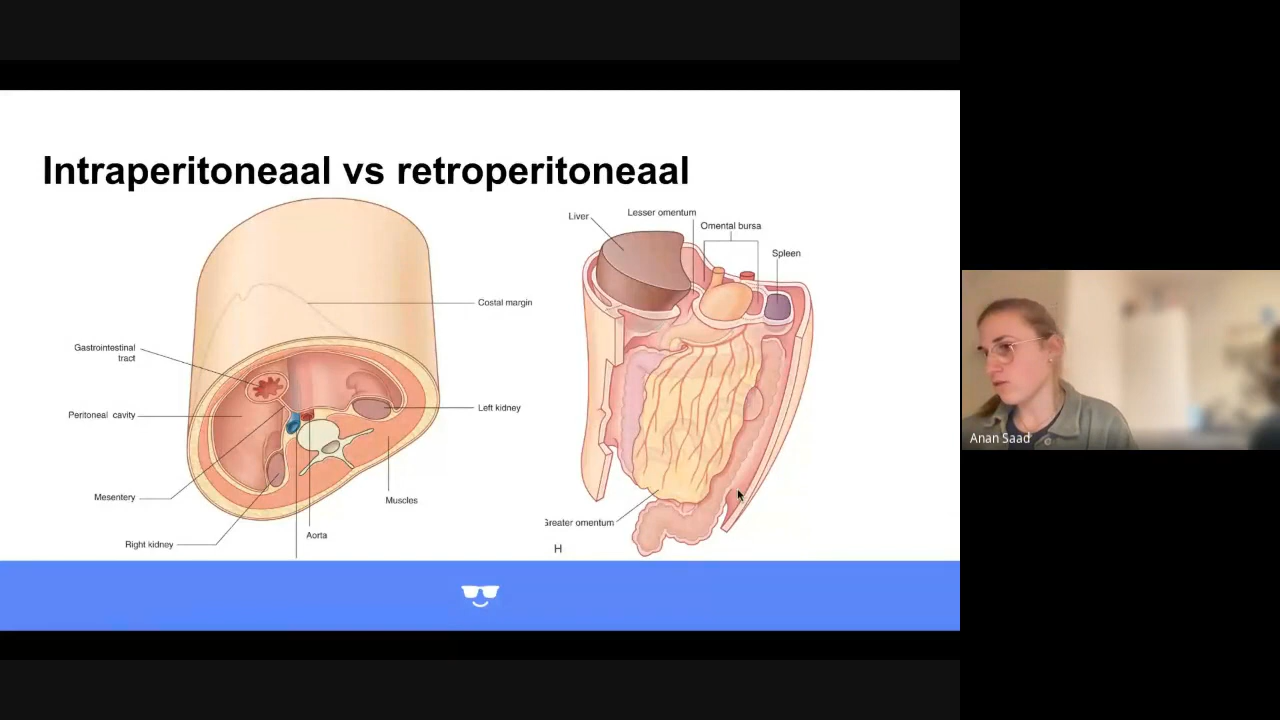 Intraperitoneaal vs retroperitoneaal
Costal margin
Gastrointestinal
tract
Peritoneal cavity
Left kidney
Mesentery
Muscles
Right kidney
Aorta
Liver
Lesser omentum
Omental bursa
Spleen
Greater omentum
H
Anan Saad